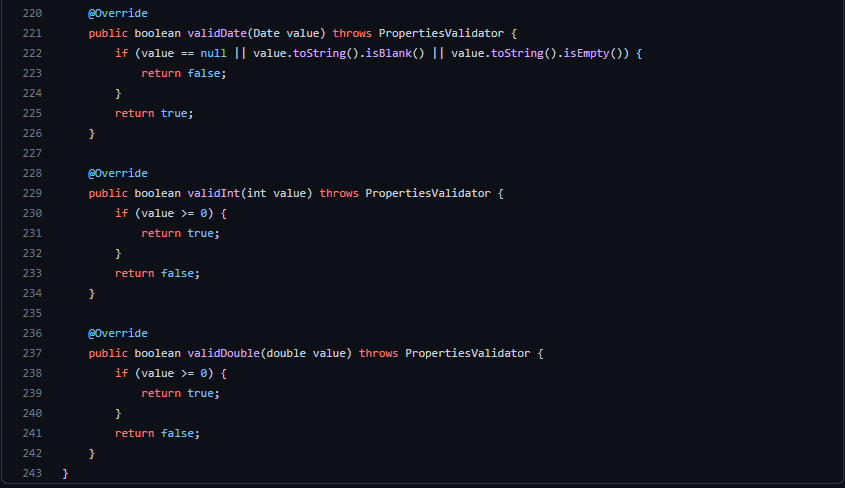 220 @Override
221 public boolean validDate(Date value) throws PropertiesValidator {
222 if (value == null || value.toString().isBlank() || value.toString().isEmpty()) {
223 return false;
224 }
225 return true;
226 }
227
228 @Override
229 public boolean validInt(int value) throws PropertiesValidator {
230 if (value >= 0) {
231 return true;
232 }
233 return false;
234 }
235
236 @Override
237 public boolean validDouble(double value) throws PropertiesValidator {
238 if (value >= 0) {
239 return true;
240 }
241 return false;
242 }
243 }